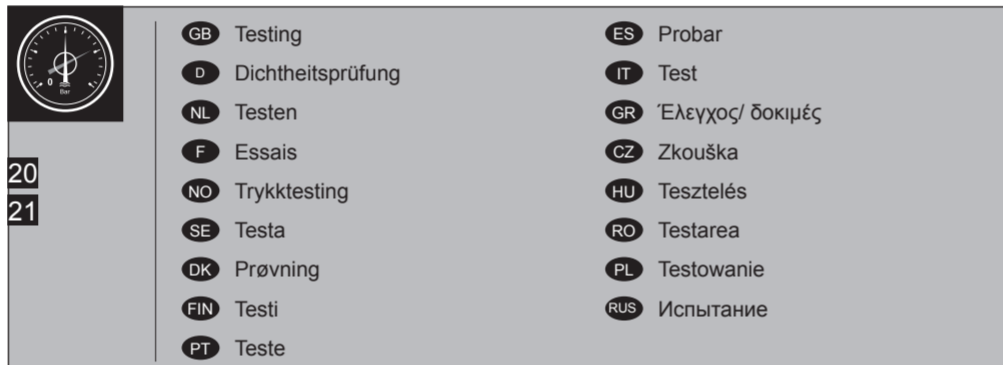 0
Bar
20
21
GB Testing
D Dichtheitsprüfung
NL Testen
F Essais
NO Trykktesting
SE Testa
DK Prøvning
FIN Testi
PT Teste
ES Probar
IT Test
GR Έλεγχος/ δοκιμές
CZ Zkouška
HU Tesztelés
RO Testarea
PL Testowanie
RUS Испытание